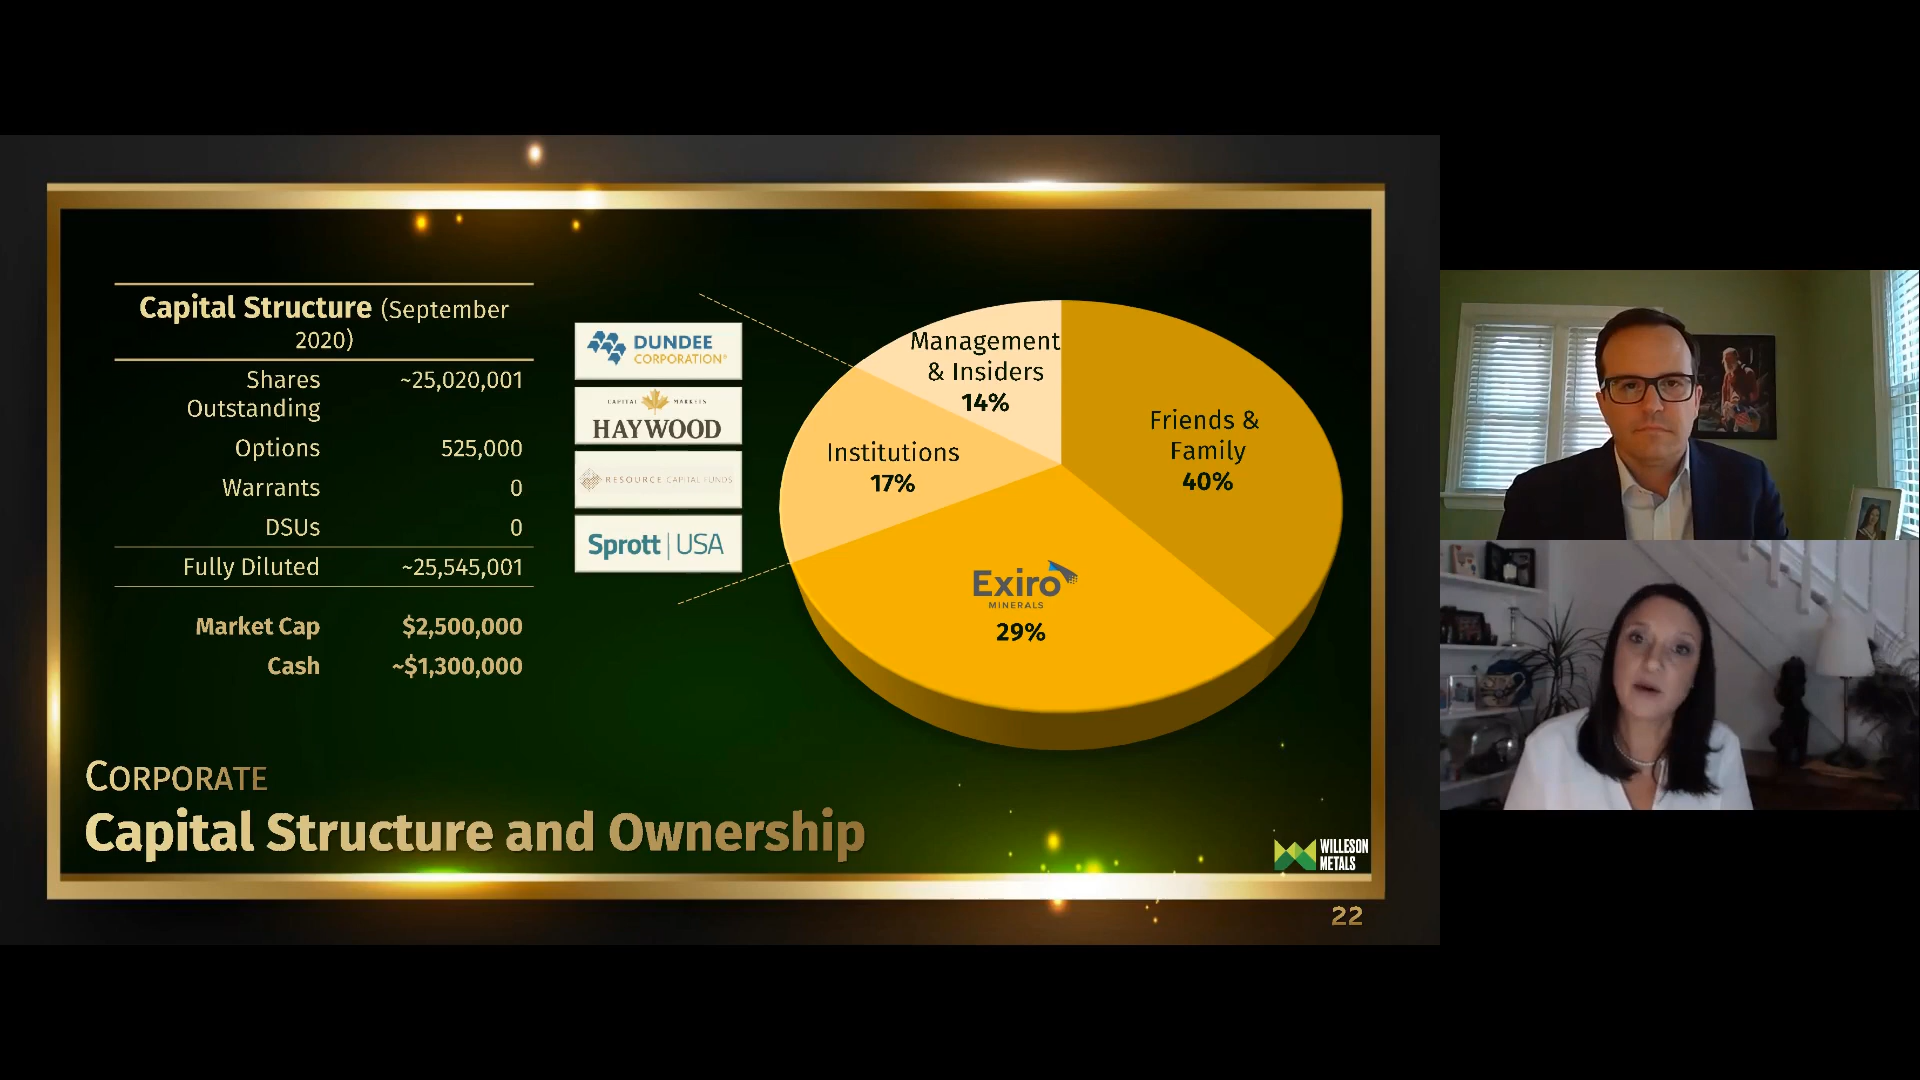 Capital Structure (September
2020)
Shares ~25,020,001
Outstanding
Options 525,000
Warrants 0
DSUs 0
Fully Diluted ~25,545,001
Market Cap $2,500,000
Cash ~$1,300,000
DUNDEE
CORPORATION®
CAPITAL MARKETS
HAYWOOD
RESOURCE CAPITAL FUNDS
Sprott | USA
Management
& Insiders
14%
Friends &
Family
40%
Institutions
17%
Exiro
MINERALS
29%
CORPORATE
Capital Structure and Ownership
WILLESON
METALS
22